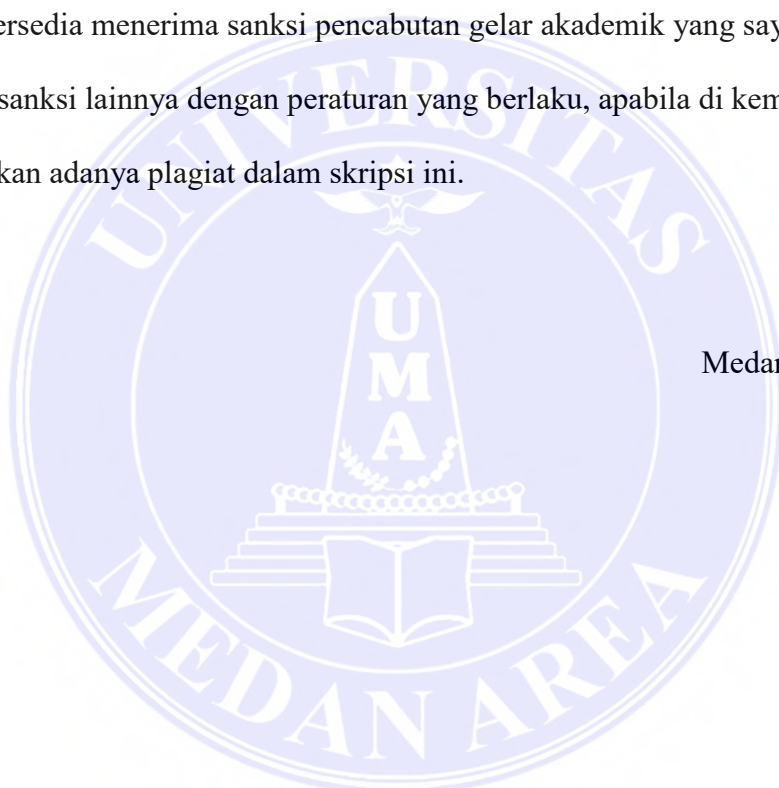 ersedia menerima sanksi pencabutan gelar akademik yang say
sanksi lainnya dengan peraturan yang berlaku, apabila di kem
kan adanya plagiat dalam skripsi ini.
Medan
UNIVERSITAS
UMA
MEDAN AREA